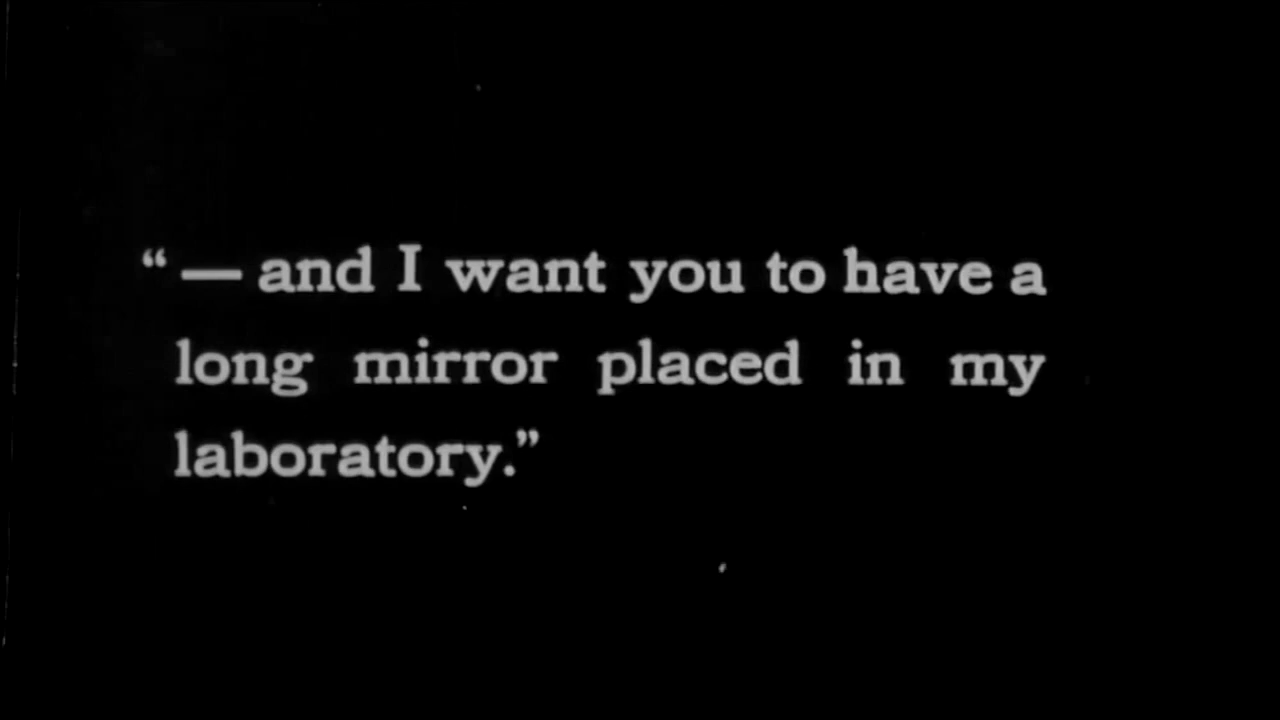 “— and I want you to have a
long mirror placed in my
laboratory.”